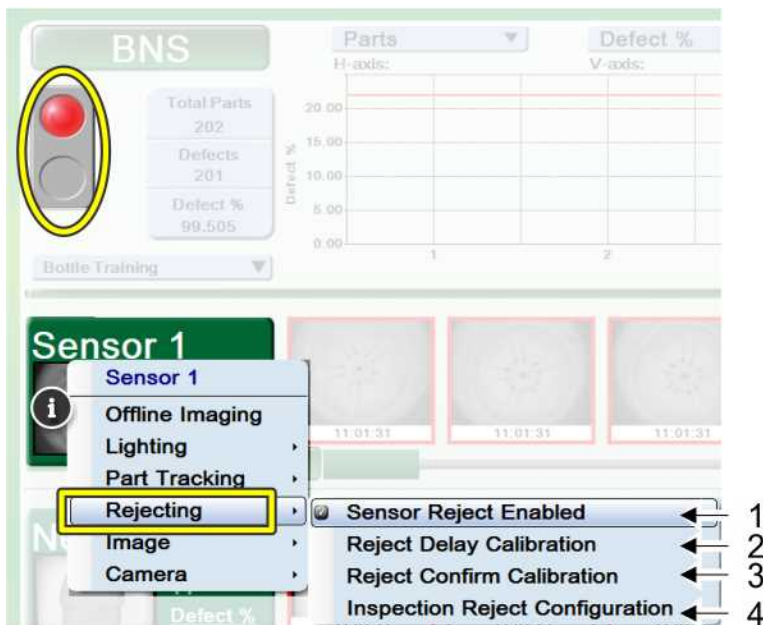 BNS
Parts
Defect %
H-axis:
V-axis:
Total Parts
202
Defects
201
Defect %
99.505
Defect %
20.00
15.00
10.00
5.00
0.00
1
2
Bottle Training
Sensor 1
i
11:01:31
11:01:31
11:01:31
Sensor 1
Offline Imaging
Lighting
Part Tracking
Rejecting
Image
Camera
Sensor Reject Enabled 1
Reject Delay Calibration 2
Reject Confirm Calibration 3
Inspection Reject Configuration 4
Defect %